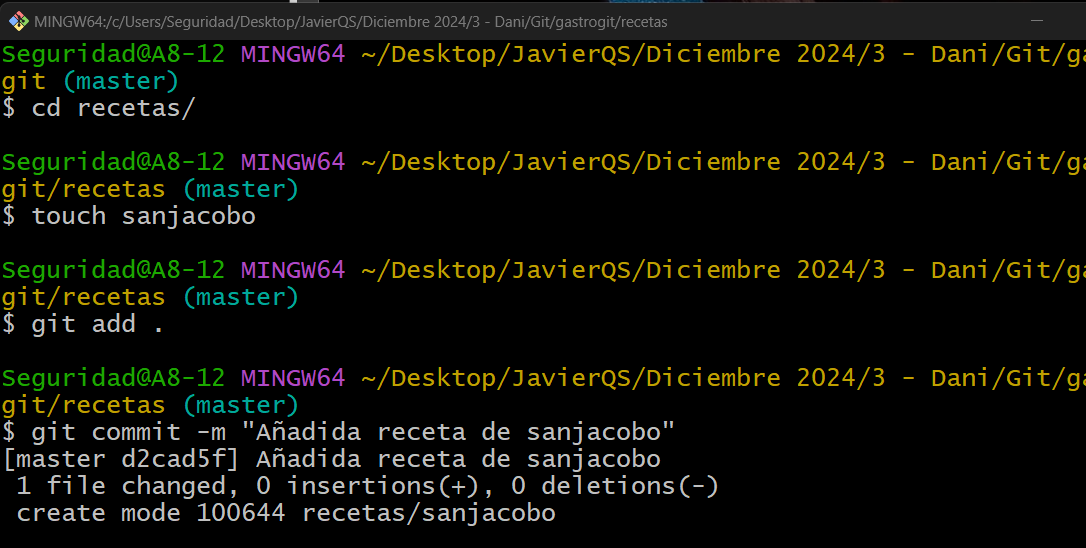 MINGW64:/c/Users/Seguridad/Desktop/JavierQS/Diciembre 2024/3 - Dani/Git/gastrogit/recetas
Seguridad@A8-12 MINGW64 ~/Desktop/JavierQS/Diciembre 2024/3 - Dani/Git/ga
git (master)
$ cd recetas/
Seguridad@A8-12 MINGW64 ~/Desktop/JavierQS/Diciembre 2024/3 - Dani/Git/ga
git/recetas (master)
$ touch sanjacobo
Seguridad@A8-12 MINGW64 ~/Desktop/JavierQS/Diciembre 2024/3 - Dani/Git/ga
git/recetas (master)
$ git add .
Seguridad@A8-12 MINGW64 ~/Desktop/JavierQS/Diciembre 2024/3 - Dani/Git/ga
git/recetas (master)
$ git commit -m "Añadida receta de sanjacobo"
[master d2cad5f] Añadida receta de sanjacobo
 1 file changed, 0 insertions(+), 0 deletions(-)
 create mode 100644 recetas/sanjacobo